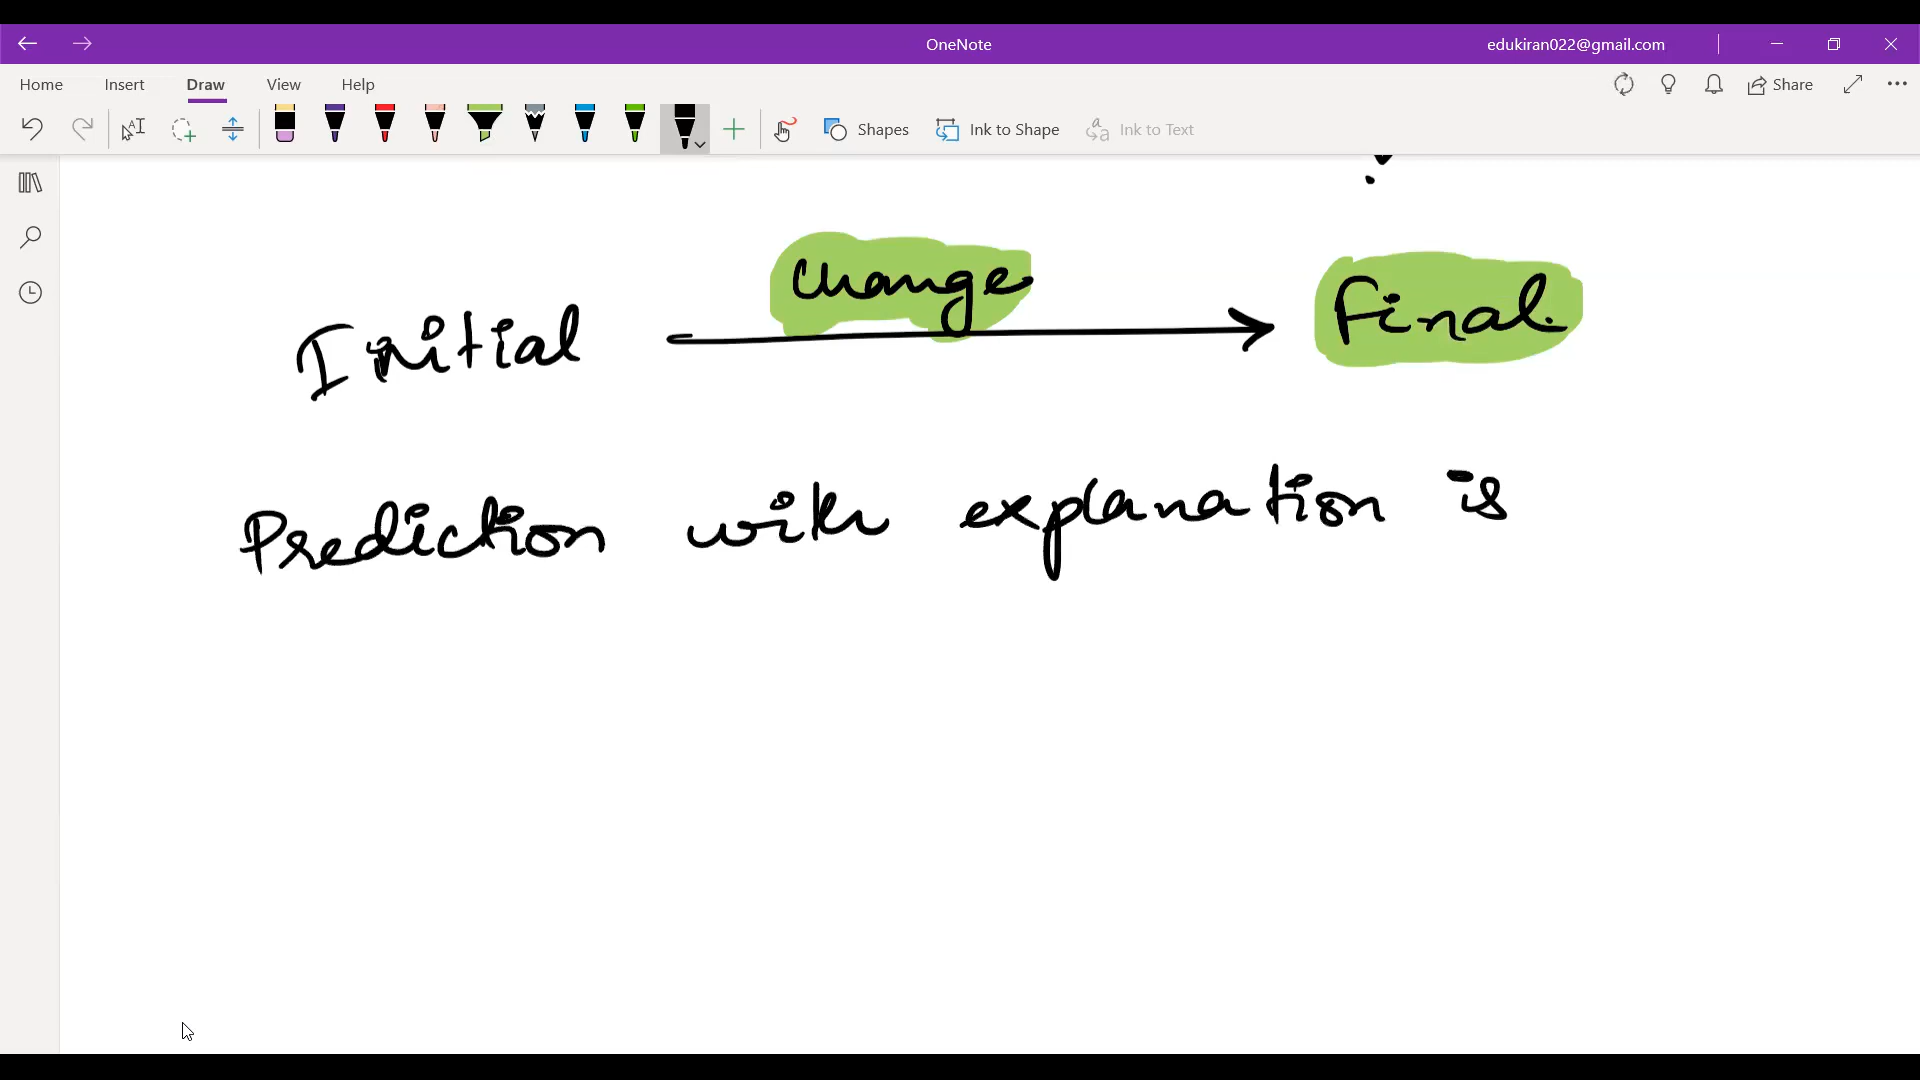 OneNote
edukiran022@gmail.com
Home Insert Draw View Help
Share
Shapes Ink to Shape Ink to Text
Initial change Final.
Prediction with explanation is